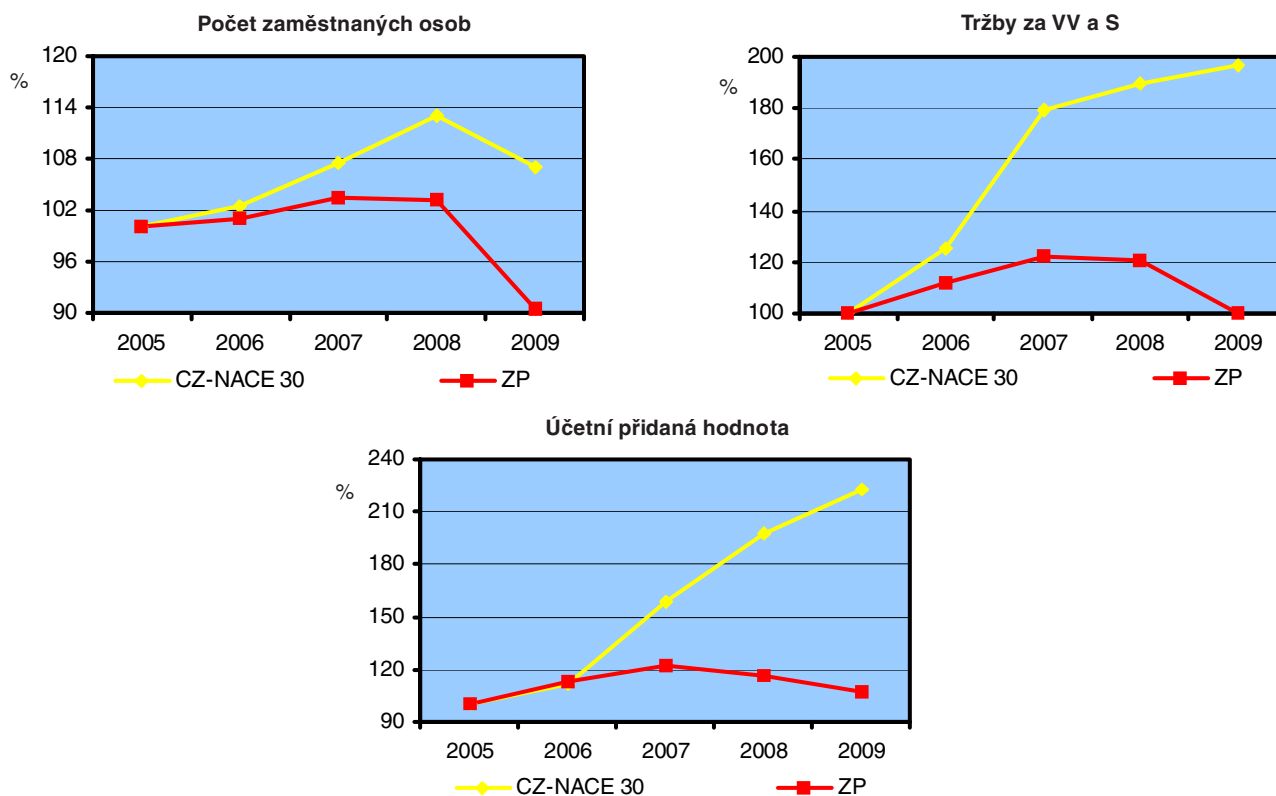 Počet zaměstnaných osob
120
%
114
108
102
96
90
2005 2006 2007 2008 2009
CZ-NACE 30 ZP
Tržby za VV a S
200
%
180
160
140
120
100
2005 2006 2007 2008 2009
CZ-NACE 30 ZP
Účetní přidaná hodnota
240
%
210
180
150
120
90
2005 2006 2007 2008 2009
CZ-NACE 30 ZP